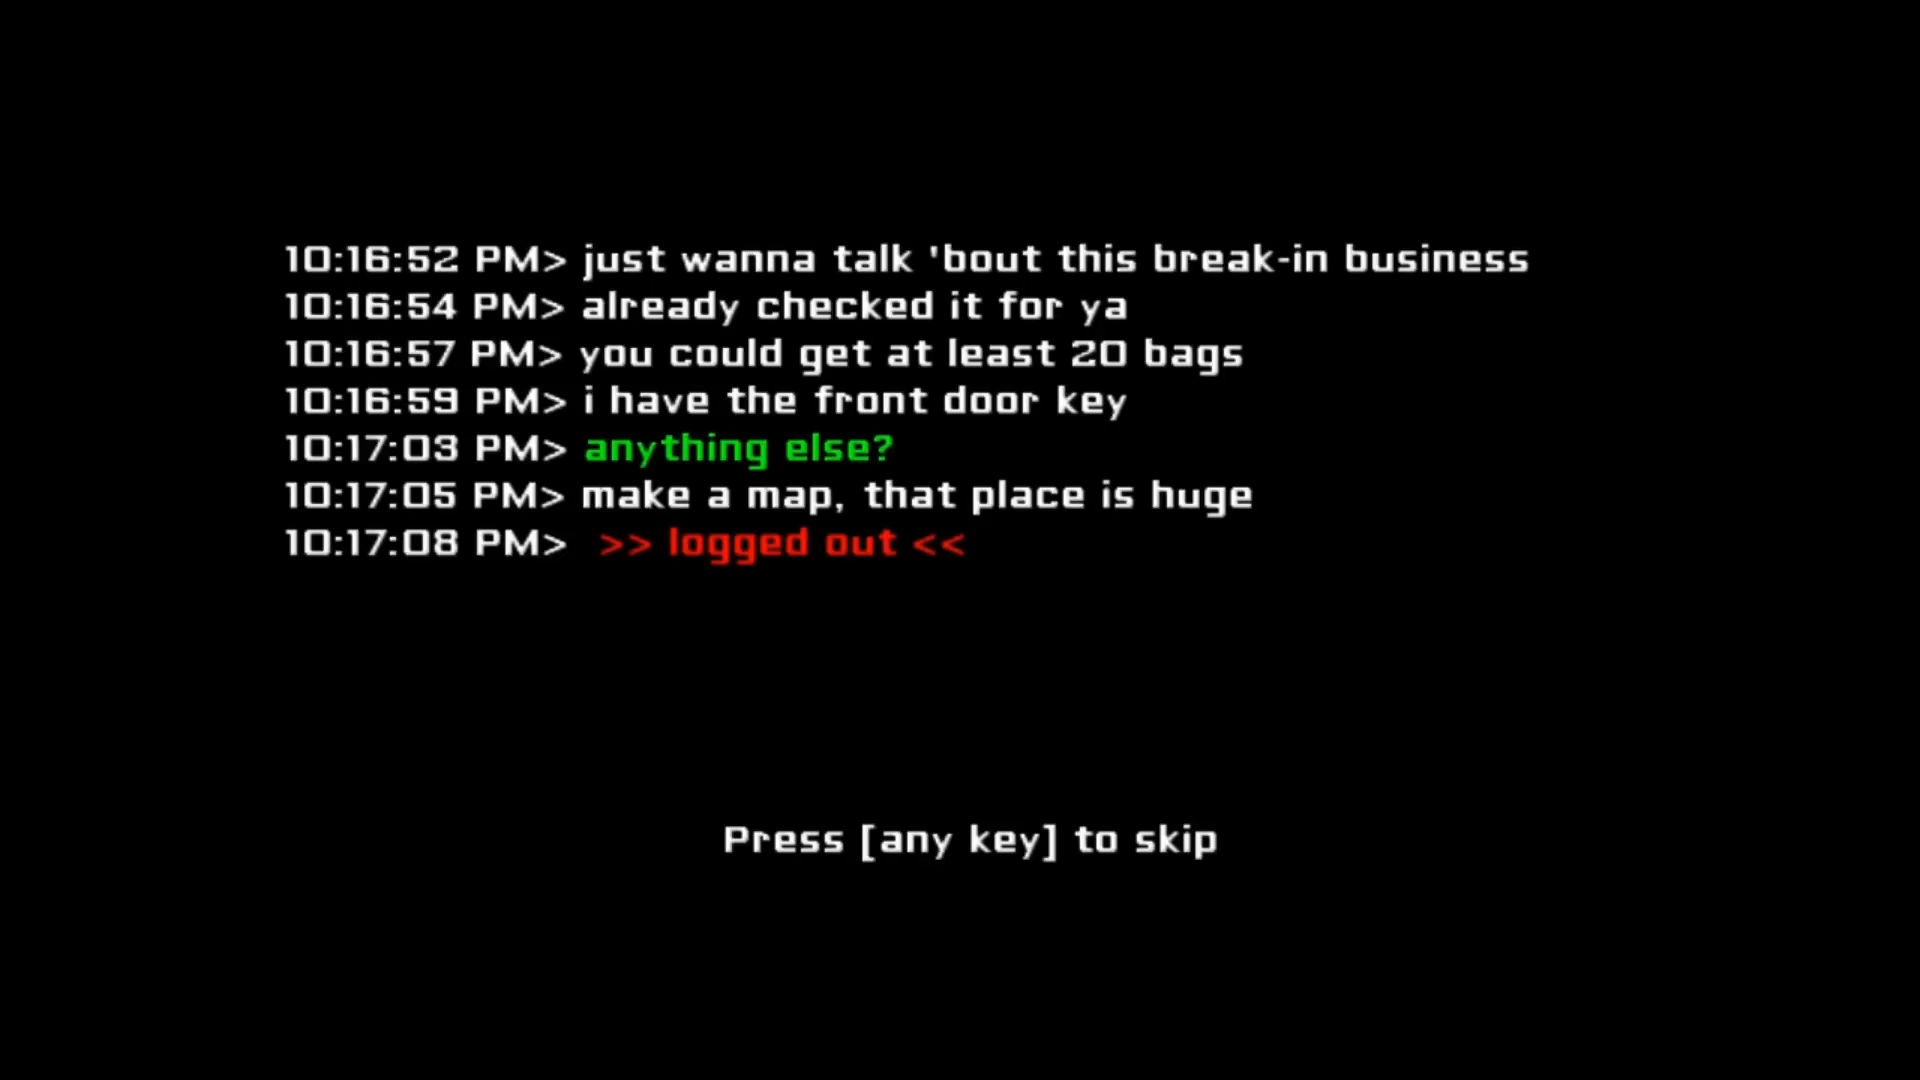 10:16:52 PM> just wanna talk 'bout this break-in business
10:16:54 PM> already checked it for ya
10:16:57 PM> you could get at least 20 bags
10:16:59 PM> i have the front door key
10:17:03 PM> anything else?
10:17:05 PM> make a map, that place is huge
10:17:08 PM> >> logged out <<
Press [any key] to skip